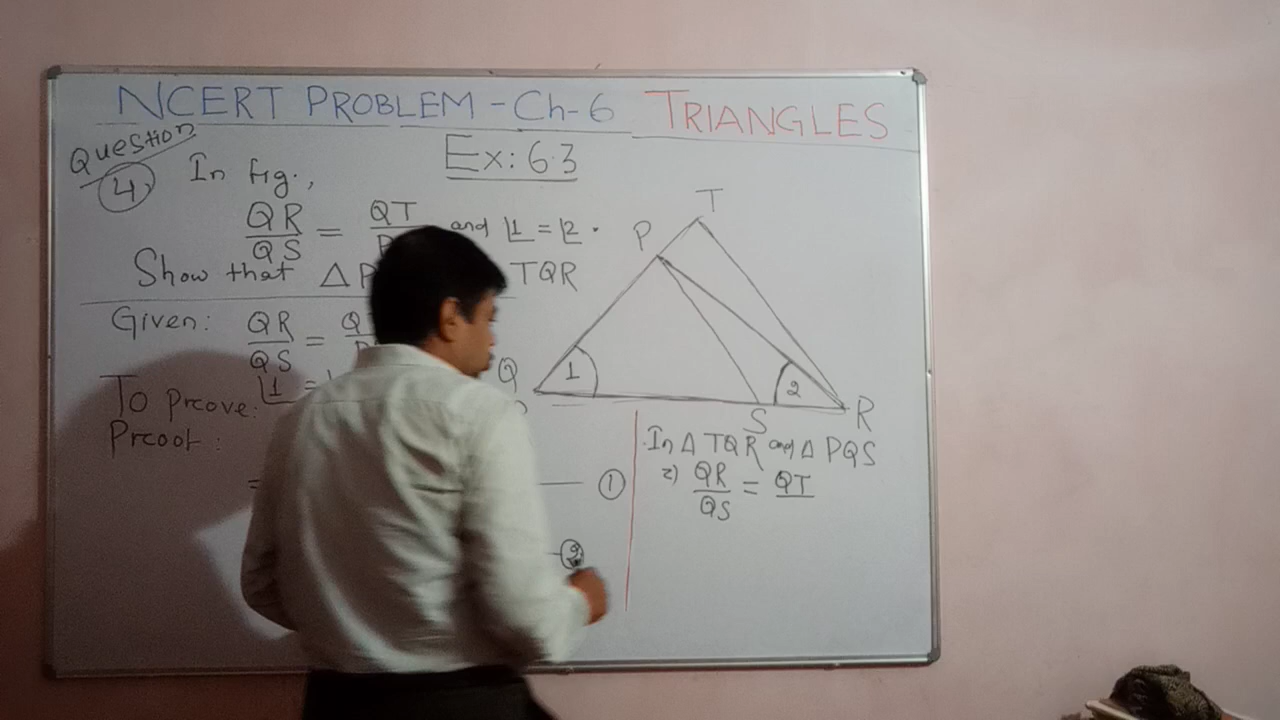 NCERT PROBLEM - Ch-6 TRIANGLES
Question
4. In fig.,
Ex: 6.3
QR/QS = QT/P and ∠1 = ∠2.
Show that △ P TQR
Given: QR/QS = Q
∠1 =
To Prove:
Proof:
= 1
2
T
P
Q 1 2
S R
In △ TQR and △ PQS
2) QR/QS = QT